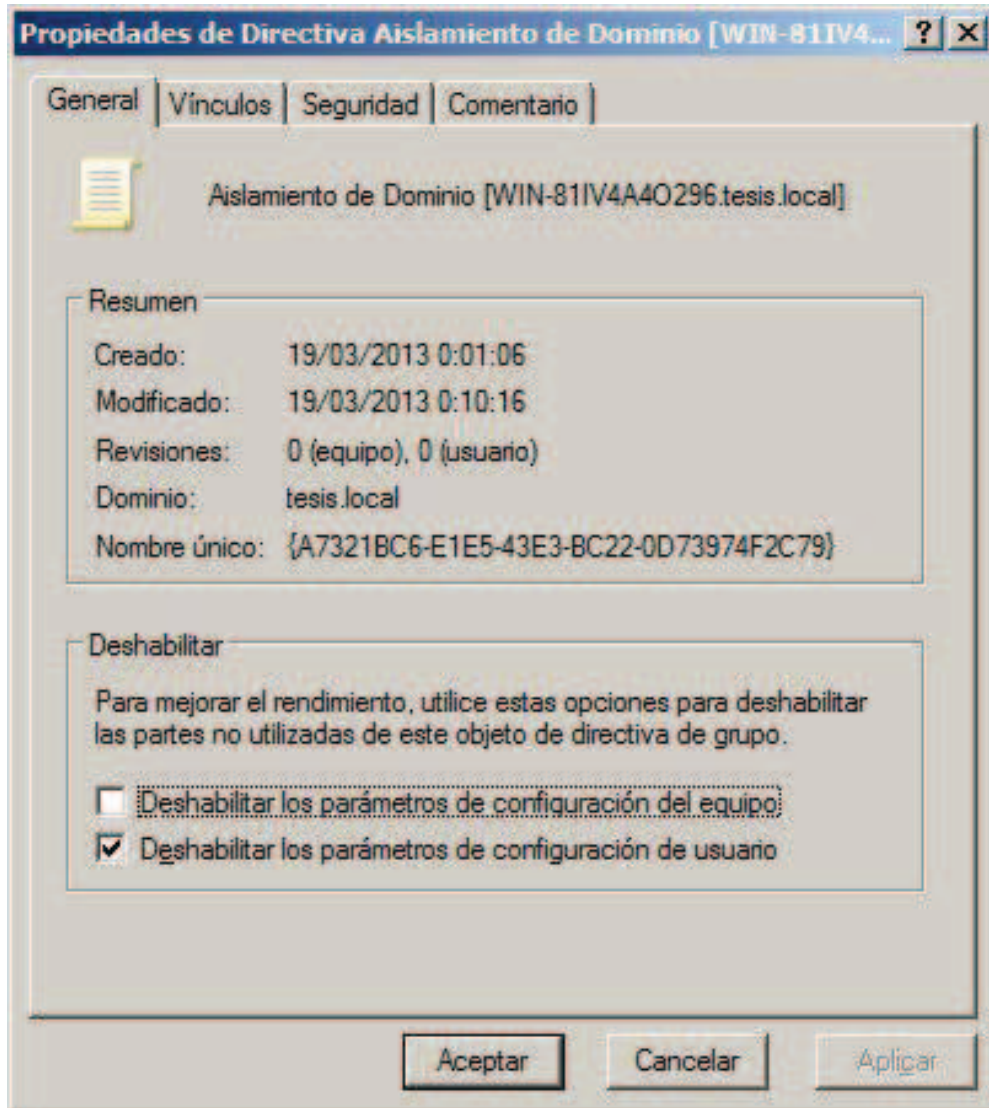 Propiedades de Directiva Aislamiento de Dominio [WIN-81IV4...
General Vínculos Seguridad Comentario
Aislamiento de Dominio [WIN-81IV4A4O296.tesis.local]
Resumen
Creado: 19/03/2013 0:01:06
Modificado: 19/03/2013 0:10:16
Revisiones: 0 (equipo), 0 (usuario)
Dominio: tesis.local
Nombre único: {A7321BC6-E1E5-43E3-BC22-0D73974F2C79}
Deshabilitar
Para mejorar el rendimiento, utilice estas opciones para deshabilitar
las partes no utilizadas de este objeto de directiva de grupo.
Deshabilitar los parámetros de configuración del equipo
Deshabilitar los parámetros de configuración de usuario
Aceptar Cancelar Aplicar